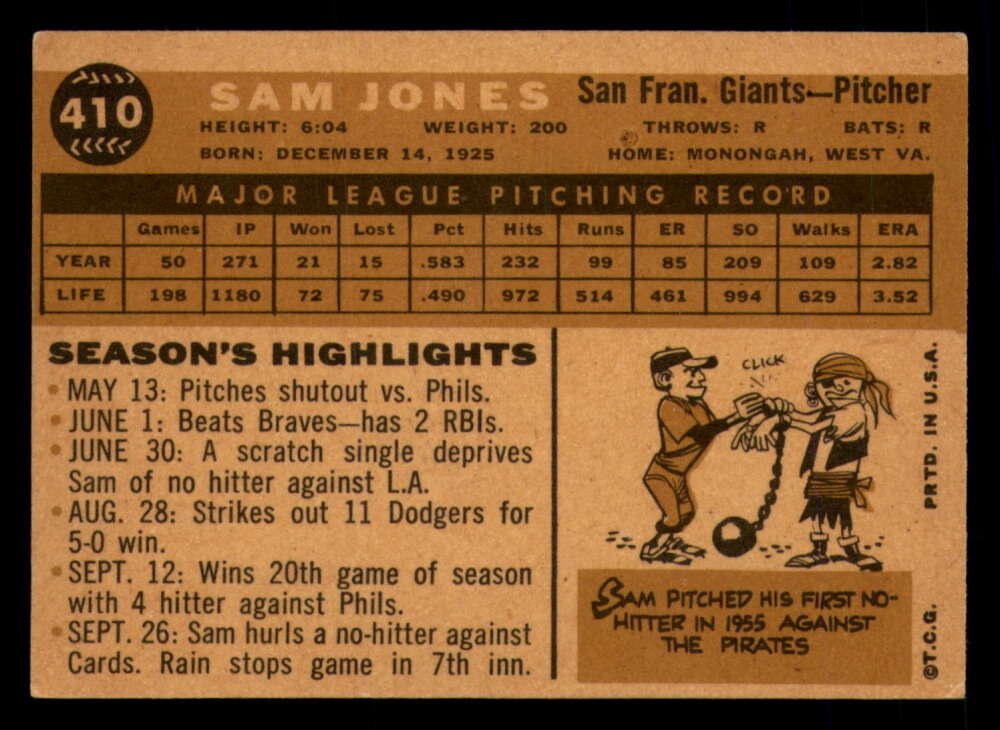 410
SAM JONES
San Fran. Giants—Pitcher
HEIGHT: 6:04 WEIGHT: 200 THROWS: R BATS: R
BORN: DECEMBER 14, 1925 HOME: MONONGAH, WEST VA.
MAJOR LEAGUE PITCHING RECORD
Games IP Won Lost Pct Hits Runs ER SO Walks ERA
YEAR 50 271 21 15 .583 232 99 85 209 109 2.82
LIFE 198 1180 72 75 .490 972 514 461 994 629 3.52
SEASON'S HIGHLIGHTS
• MAY 13: Pitches shutout vs. Phils.
• JUNE 1: Beats Braves—has 2 RBIs.
• JUNE 30: A scratch single deprives
Sam of no hitter against L.A.
• AUG. 28: Strikes out 11 Dodgers for
5-0 win.
• SEPT. 12: Wins 20th game of season
with 4 hitter against Phils.
• SEPT. 26: Sam hurls a no-hitter against
Cards. Rain stops game in 7th inn.
CLICK
SAM PITCHED HIS FIRST NO-
HITTER IN 1955 AGAINST
THE PIRATES
©T.C.G. PRTD. IN U.S.A.